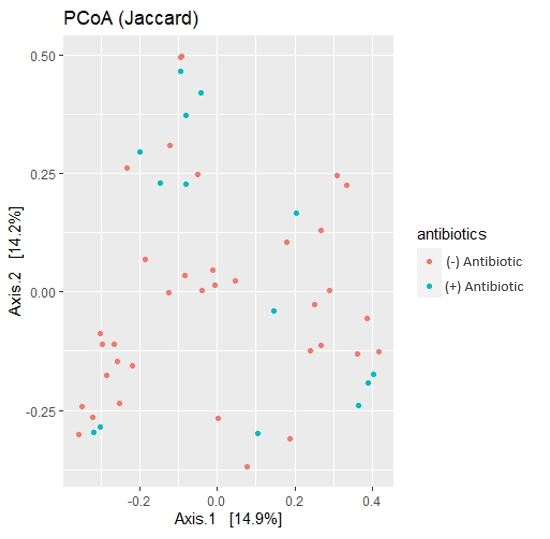 PCoA (Jaccard)
Axis.2 [14.2%]
0.50
0.25
0.00
-0.25
-0.2
0.0
0.2
0.4
Axis.1 [14.9%]
antibiotics
(-) Antibiotic
(+) Antibiotic